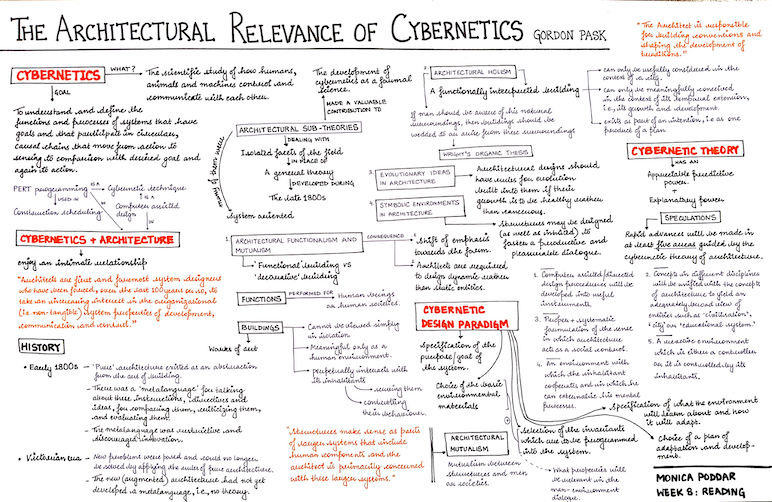 THE ARCHITECTURAL RELEVANCE OF CYBERNETICS GORDON PASK
"The Architect is responsible
for building conventions and
shaping the development of
traditions."
CYBERNETICS
WHAT?
The scientific study of how humans,
animals and machines control and
communicate with each other.
GOAL
To understand and define the
functions and processes of systems that have
goals and that participate in circular,
causal chains that move from action to
sensing to comparison with desired goal and
again to action.
PERT programming
IS A
Cybernetic technique
USED IN
IS A
Construction scheduling
Computer assisted
design
CYBERNETICS + ARCHITECTURE
enjoy an intimate relationship
"Architects are first and foremost system designers
who have been forced, over the last 100 years or so, to
take an increasing interest in the organizational
(i.e. non-tangible) system properties of development,
communication and control."
HISTORY
Early 1800s
- 'Pure' architecture existed as an abstraction
from the art of building
- There was a 'metalanguage' for talking
about these instructions, directives and
ideas, for comparing them, criticizing them,
and evaluating them.
- The metalanguage was restrictive and
discouraged innovation.
Victorian era
- New problems were posed and could no longer
be solved by applying the rules of pure architecture.
- The new (augmented) architecture had not yet
developed a metalanguage, i.e., no theory.
The development of
cybernetics as a formal
science.
MADE A VALUABLE
CONTRIBUTION TO
ARCHITECTURAL SUB-THEORIES
DEALING WITH
Isolated facets of the field
IN PLACE OF
A general theory
DEVELOPED DURING
The late 1800s
System oriented
ARCHITECTURAL FUNCTIONALISM AND
MUTUALISM
CONSEQUENCE
"Functional" building vs
"decorative" building
Shift of emphasis
towards the form.
Architects are required
to design dynamic rather
than static entities.
FUNCTIONS
PERFORMED FOR
Human beings
or human societies.
BUILDINGS
Works of art
Cannot be viewed simply
in isolation
Meaningful only as a
human environment.
perpetually interacts with
its inhabitants
serving them
controlling
their behaviour.
"Structures make sense as parts
of larger systems that include
human components and the
architect is primarily concerned
with these larger systems."
2.
ARCHITECTURAL HOLISM
A functionally interpreted building
can only be usefully considered in the
context of a city.
can only be meaningfully conceived
in the context of its temporal extension,
i.e., its growth and development.
exists as part of an intention, i.e. as one
product of a plan
If man should be aware of his natural
surroundings, then buildings should be
wedded to or arise from these surroundings
WRIGHT'S ORGANIC THESIS
3.
EVOLUTIONARY IDEAS
IN ARCHITECTURE
Architectural designs should
have rules for evolution
built into them if their
growth is to be healthy rather
than cancerous.
4.
SYMBOLIC ENVIRONMENTS
IN ARCHITECTURE
Structures may be designed
(as well as intuited) to
foster a productive and
pleasurable dialogue.
CYBERNETIC THEORY
HAS AN
Appreciable predictive
power.
+
Explanatory power.
SPECULATIONS
Rapid advances will be made in
at least five areas guided by the
cybernetic theory of architecture.
1. Computer assisted/directed
design procedures will be
developed into useful
instruments.
2. Concepts in different disciplines
will be unified with the concepts
of architecture to yield an
adequately broad view of
entities such as "civilisation",
"city" or "educational system."
3. Proper + systematic
formulation of the sense
in which architecture
acts as a social control.
4. An environment with
which the inhabitant
cooperates and in which he
can externalise his mental
processes.
5. A reactive environment
which is either a controller
or it is controlled by its
inhabitants.
CYBERNETIC
DESIGN PARADIGM
Specification of the
purpose/goal of
the system.
Choice of the basic
environmental
materials
Selection of the invariants
which are to be programmed
into the system.
What properties will
be relevant in the
man-environment
dialogue.
Specification of what the environment
will learn about and how
it will adapt.
Choice of a plan of
adaptation and develop-
ment.
ARCHITECTURAL
MUTUALISM
Mutualism between
structures and men
or societies.
MONICA PODDAR
WEEK 8: READING